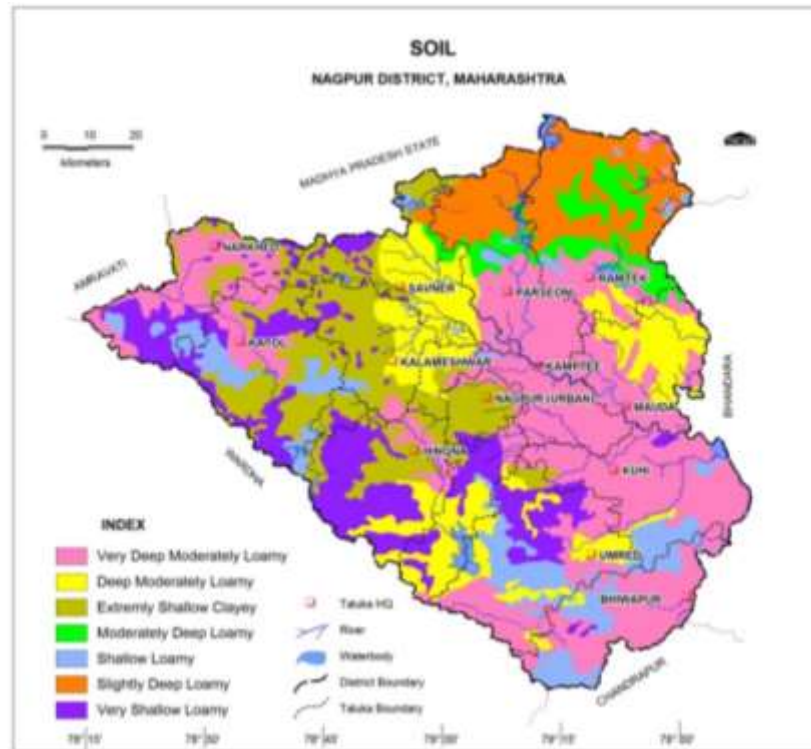 SOIL
NAGPUR DISTRICT, MAHARASHTRA
0 10 20
kilometers
MADHYA PRADESH STATE
AMRAVATI
NARKHED
SAVNER
PARSEONI
RAMTEK
KATOL
KALAMESHWAR
KAMPTEE
BHANDARA
NAGPUR (URBAN)
MAUDA
WARDHA
HINGNA
KUHI
UMRED
BHIWAPUR
CHANDRAPUR
INDEX
Very Deep Moderately Loamy
Deep Moderately Loamy
Extremly Shallow Clayey
Moderately Deep Loamy
Shallow Loamy
Slightly Deep Loamy
Very Shallow Loamy
Taluka HQ
River
Waterbody
District Boundary
Taluka Boundary